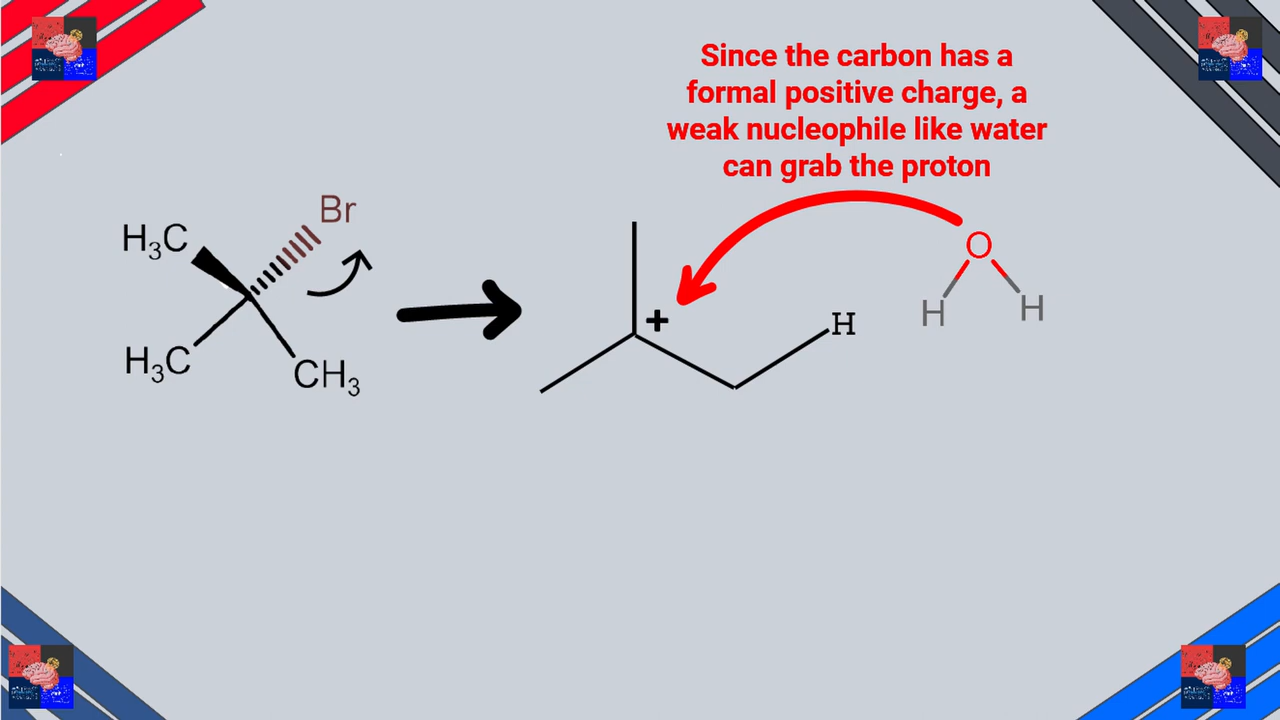 Since the carbon has a
formal positive charge, a
weak nucleophile like water
can grab the proton
Br
H₃C
H₃C
CH₃
+
H
O
H
H